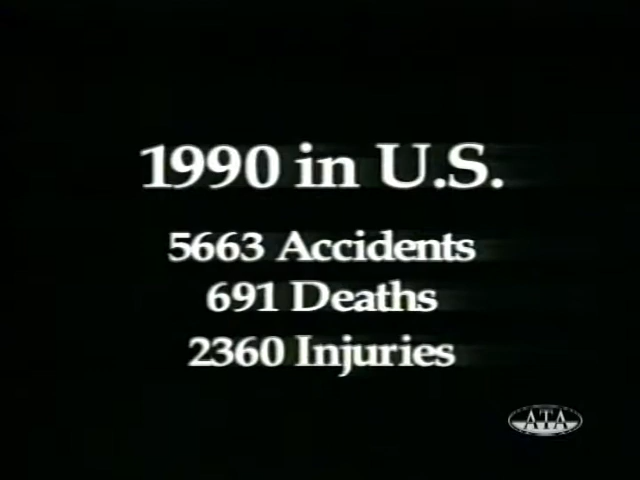 1990 in U.S.
5663 Accidents
691 Deaths
2360 Injuries
ATA